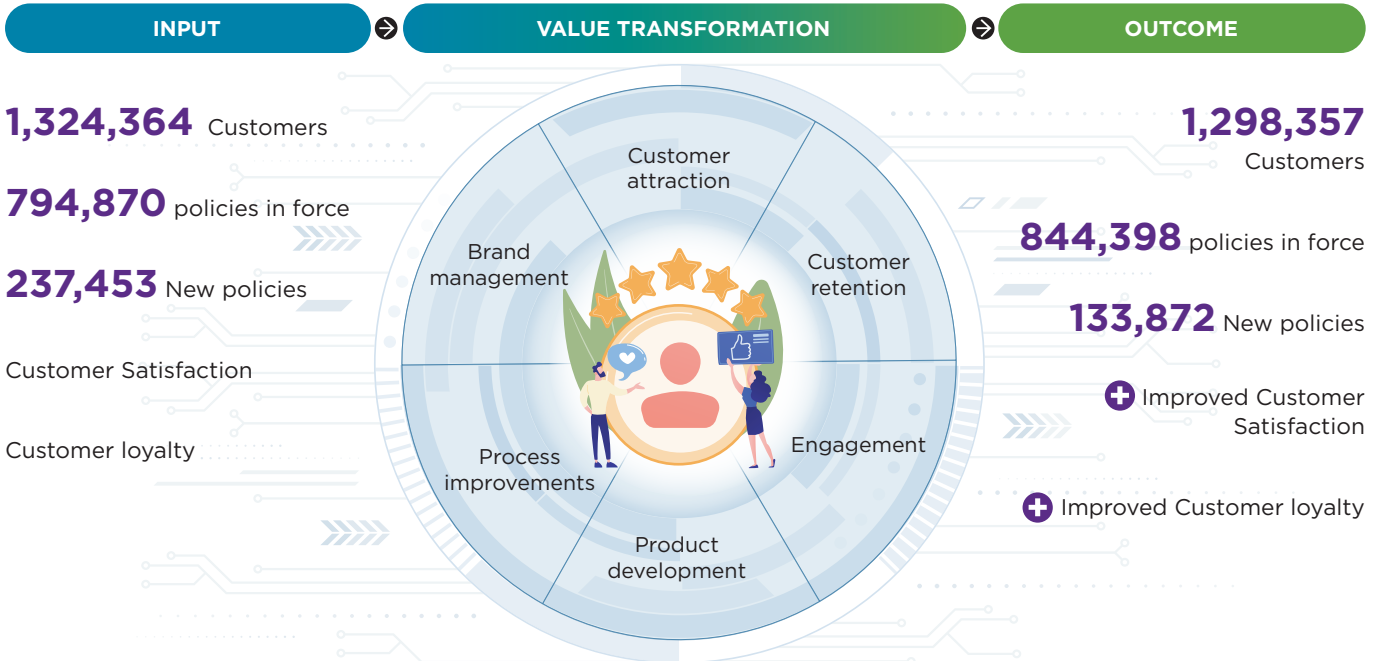 INPUT
VALUE TRANSFORMATION
OUTCOME
1,324,364 Customers
794,870 policies in force
237,453 New policies
Customer Satisfaction
Customer loyalty
Customer
attraction
Customer
retention
Engagement
Product
development
Process
improvements
Brand
management
1,298,357
Customers
844,398 policies in force
133,872 New policies
Improved Customer
Satisfaction
Improved Customer loyalty